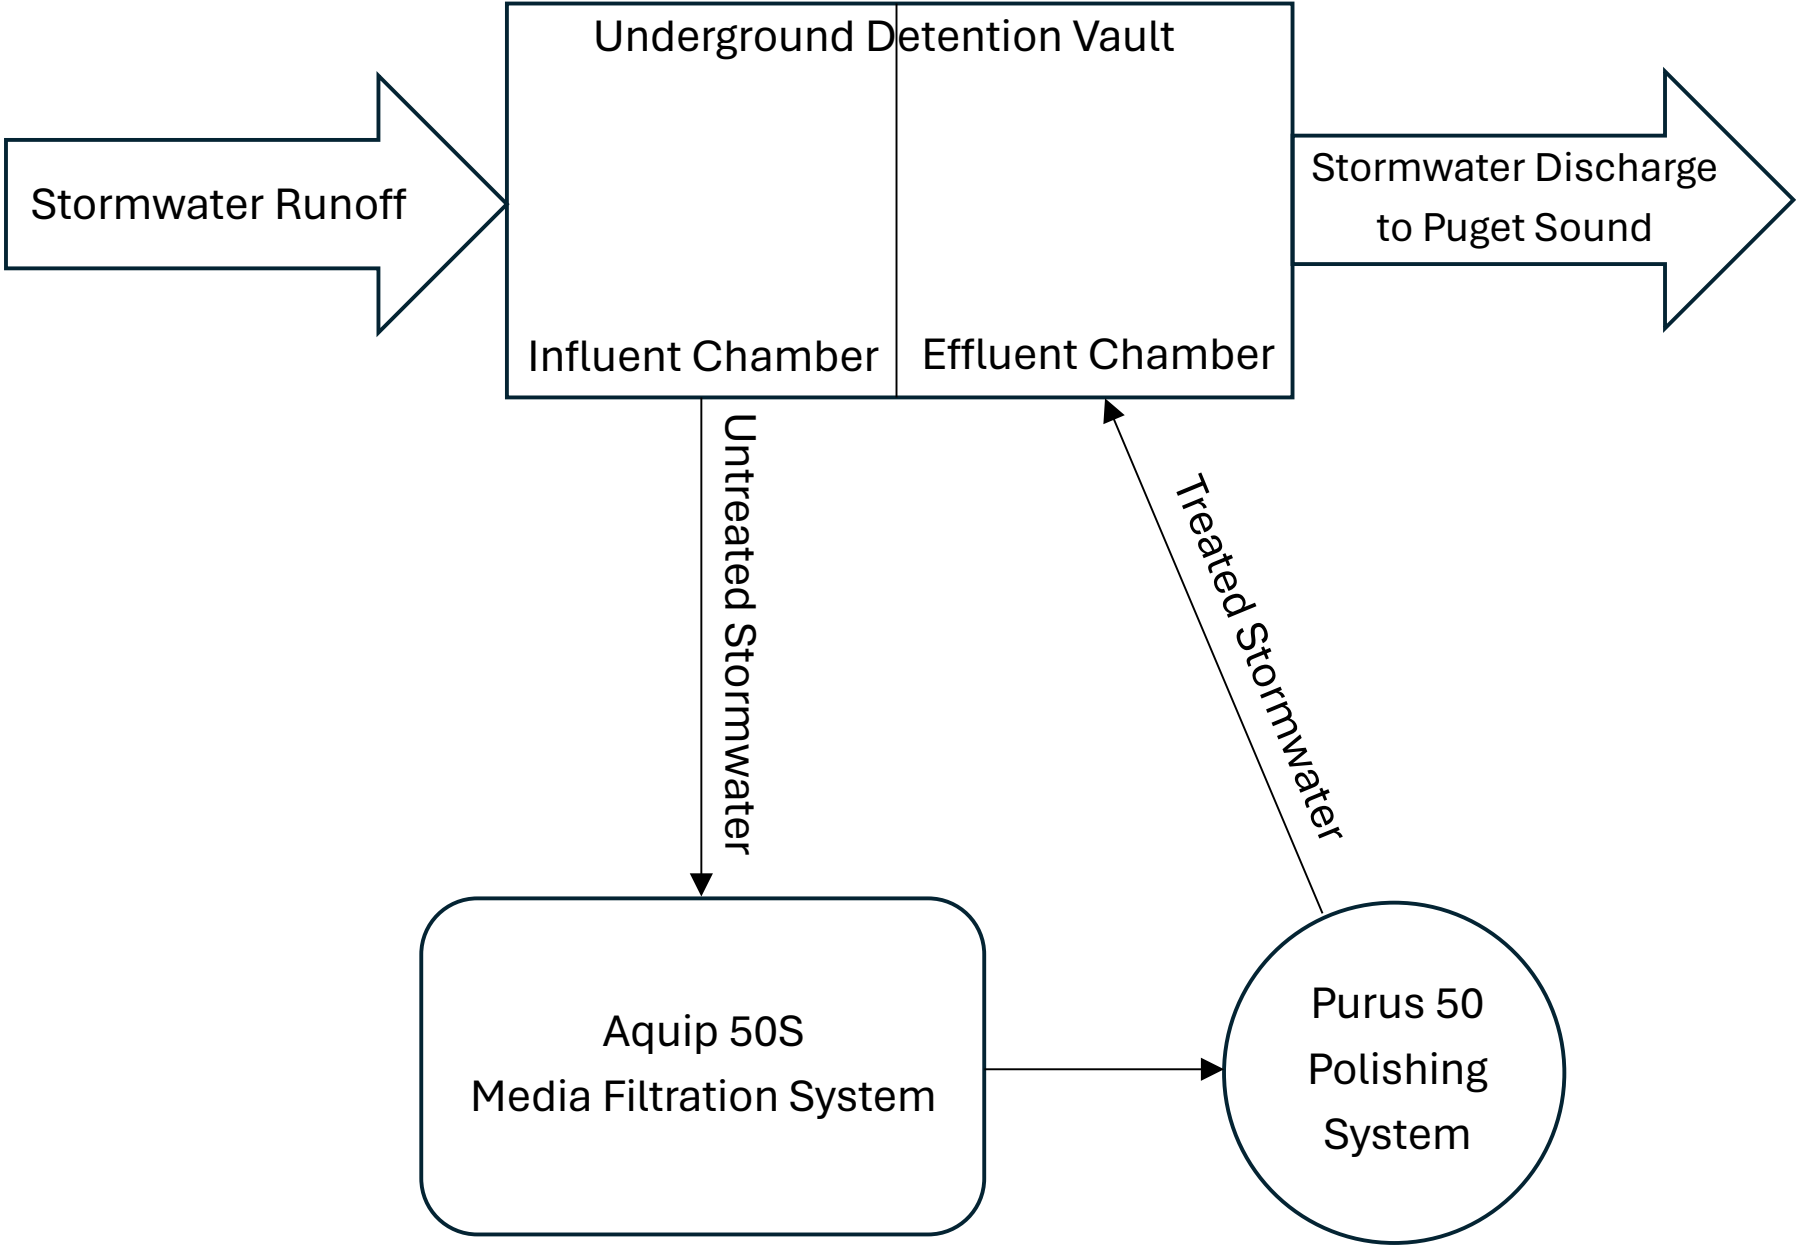 Underground Detention Vault
Stormwater Runoff
Stormwater Discharge
to Puget Sound
Influent Chamber
Effluent Chamber
Untreated Stormwater
Treated Stormwater
Aquip 50S
Media Filtration System
Purus 50
Polishing
System